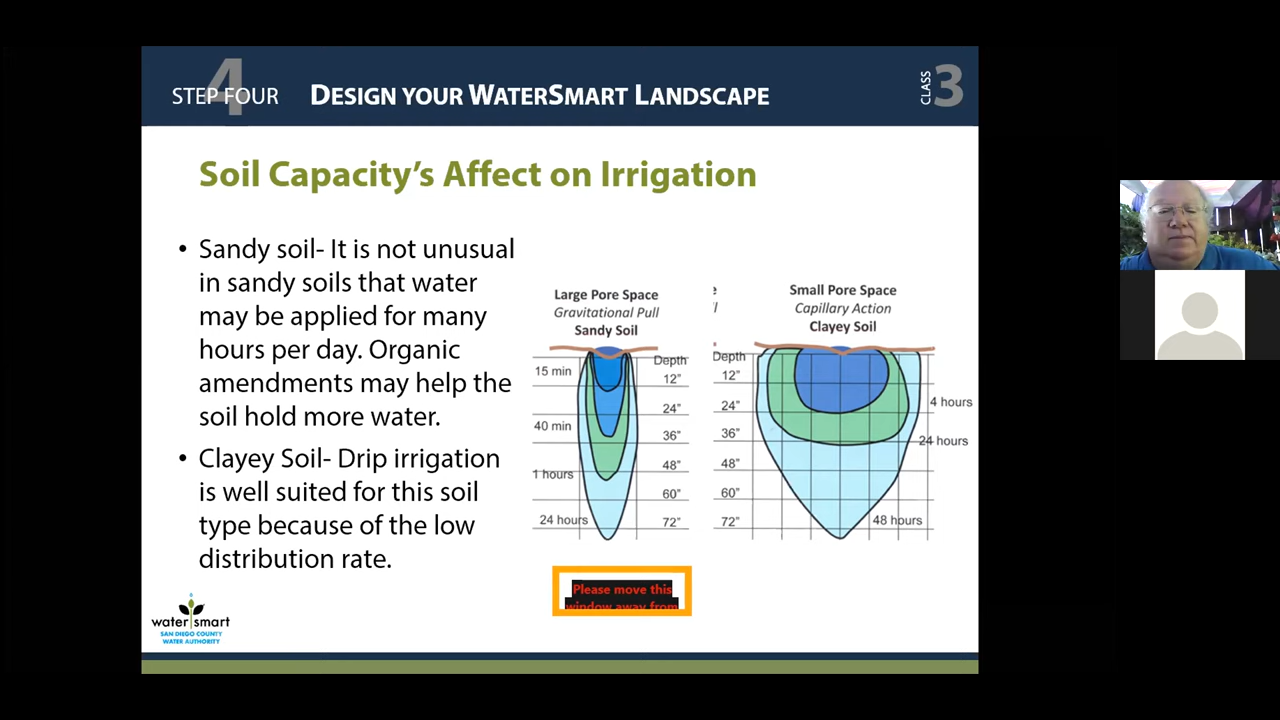 4
STEP FOUR
DESIGN YOUR WATERSMART LANDSCAPE
CLASS 3
Soil Capacity’s Affect on Irrigation
• Sandy soil- It is not unusual
in sandy soils that water
may be applied for many
hours per day. Organic
amendments may help the
soil hold more water.
• Clayey Soil- Drip irrigation
is well suited for this soil
type because of the low
distribution rate.
Large Pore Space
Gravitational Pull
Sandy Soil
Depth
15 min
12"
24"
40 min
36"
1 hours
48"
60"
24 hours
72"
Small Pore Space
Capillary Action
Clayey Soil
Depth
12"
24"
4 hours
36"
24 hours
48"
60"
72"
48 hours
Please move this
window away from
water smart
SAN DIEGO COUNTY
WATER AUTHORITY